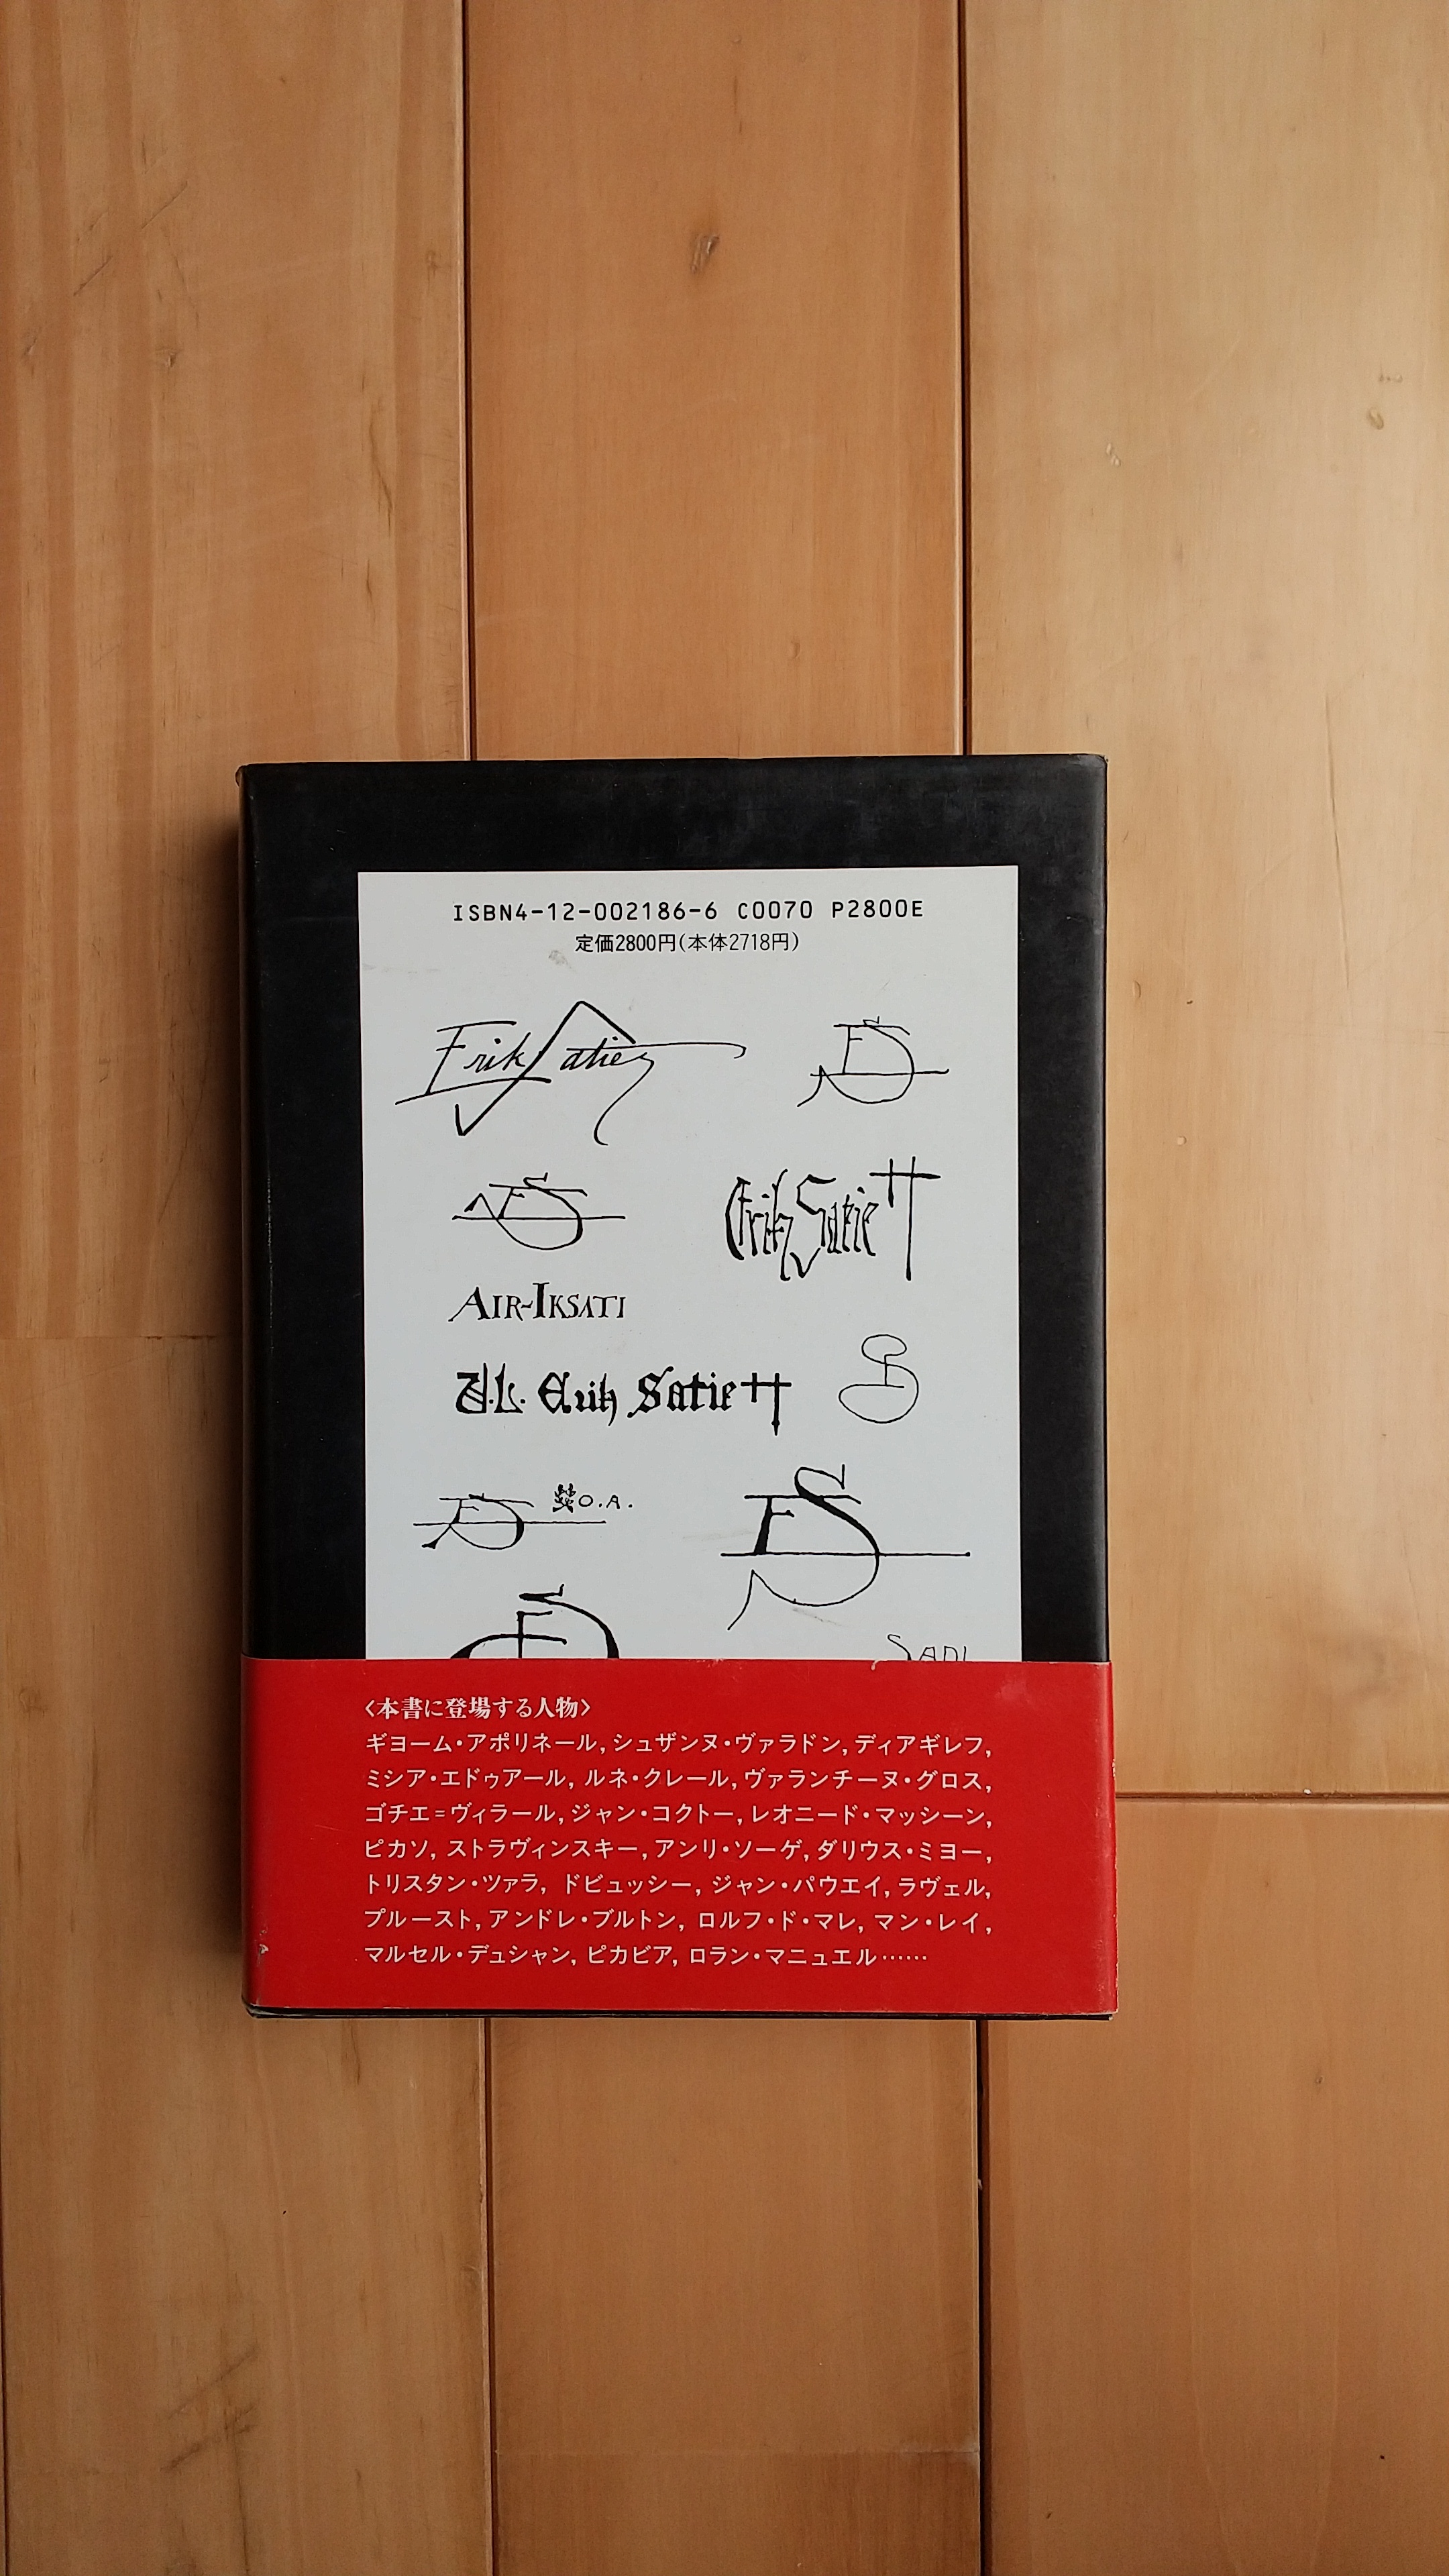 ISBN4-12-002186-6 C0070 P2800E
定価2800円(本体2718円)
Erik Satie
ES
ES
Erik Satie
AIR-IKSATI
Erik Satie
ES
ES O.A.
ES
ES
SADI
〈本書に登場する人物〉
ギヨーム・アポリネール, シュザンヌ・ヴァラドン, ディアギレフ,
ミシア・エドゥアール, ルネ・クレール, ヴァランチーヌ・グロス,
ゴチエ=ヴィラール, ジャン・コクトー, レオニード・マッシーン,
ピカソ, ストラヴィンスキー, アンリ・ソーゲ, ダリウス・ミヨー,
トリスタン・ツァラ, ドビュッシー, ジャン・パウエイ, ラヴェル,
プルースト, アンドレ・ブルトン, ロルフ・ド・マレ, マン・レイ,
マルセル・デュシャン, ピカビア, ロラン・マニュエル……